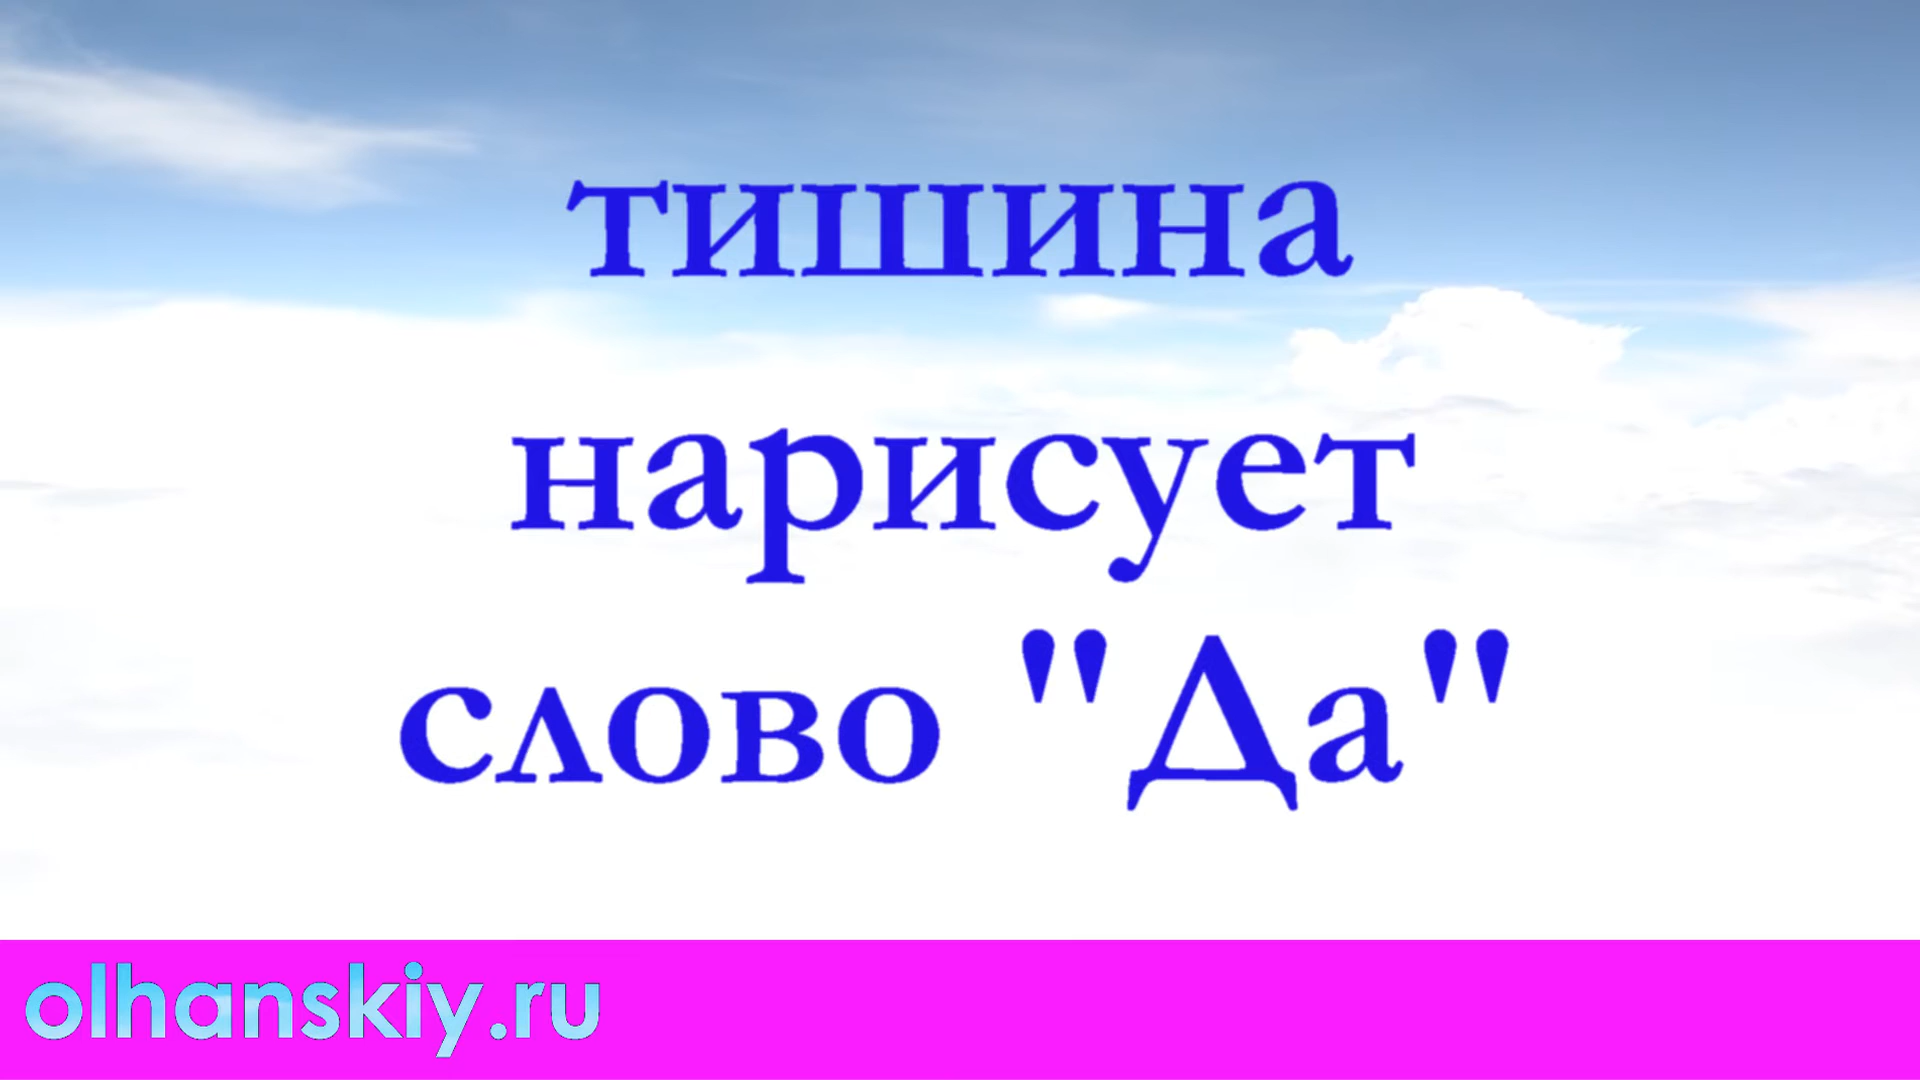 тишина
нарисует
слово "Да"
olhanskiy.ru